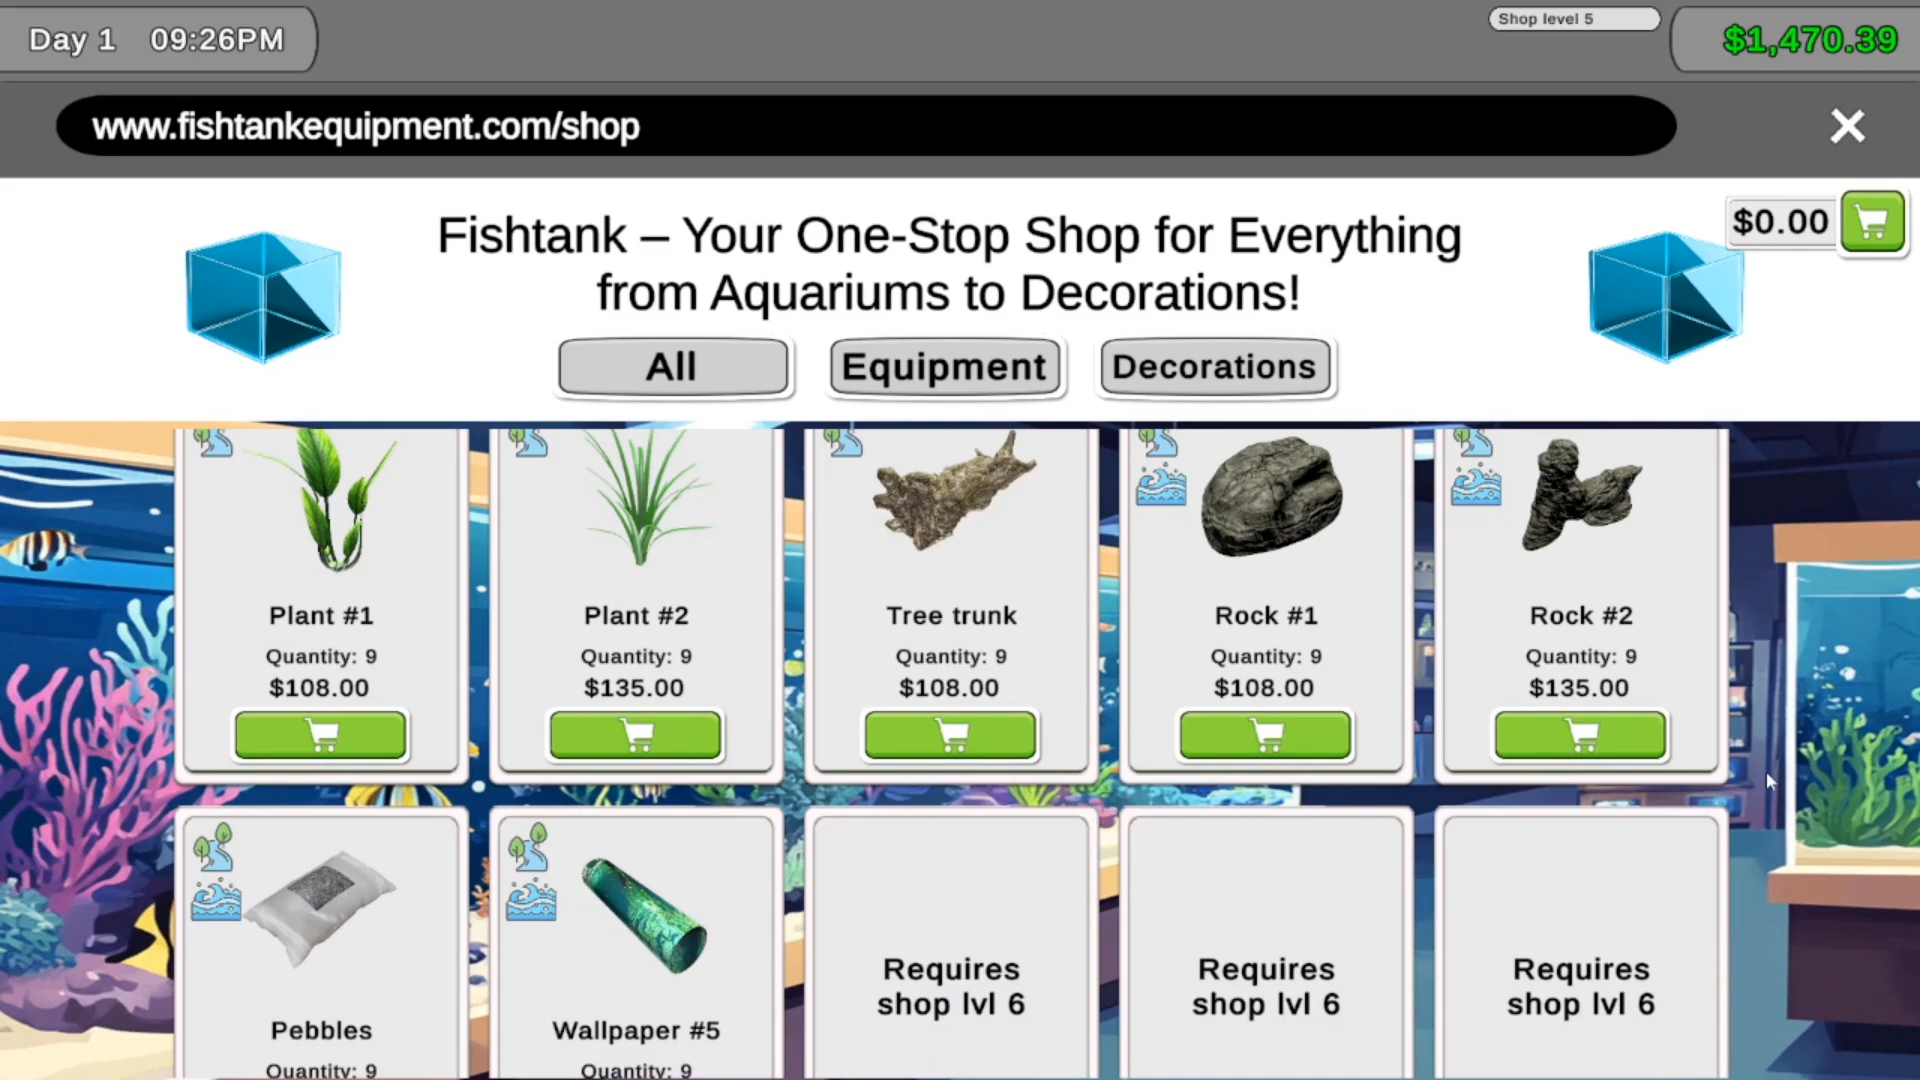 Day 1 09:26PM
Shop level 5
$1,470.39
www.fishtankequipment.com/shop
$0.00
Fishtank – Your One-Stop Shop for Everything
from Aquariums to Decorations!
All Equipment Decorations
Plant #1 Plant #2 Tree trunk Rock #1 Rock #2
Quantity: 9 Quantity: 9 Quantity: 9 Quantity: 9 Quantity: 9
$108.00 $135.00 $108.00 $108.00 $135.00
Requires Requires Requires
shop lvl 6 shop lvl 6 shop lvl 6
Pebbles Wallpaper #5
Quantity: 9 Quantity: 9